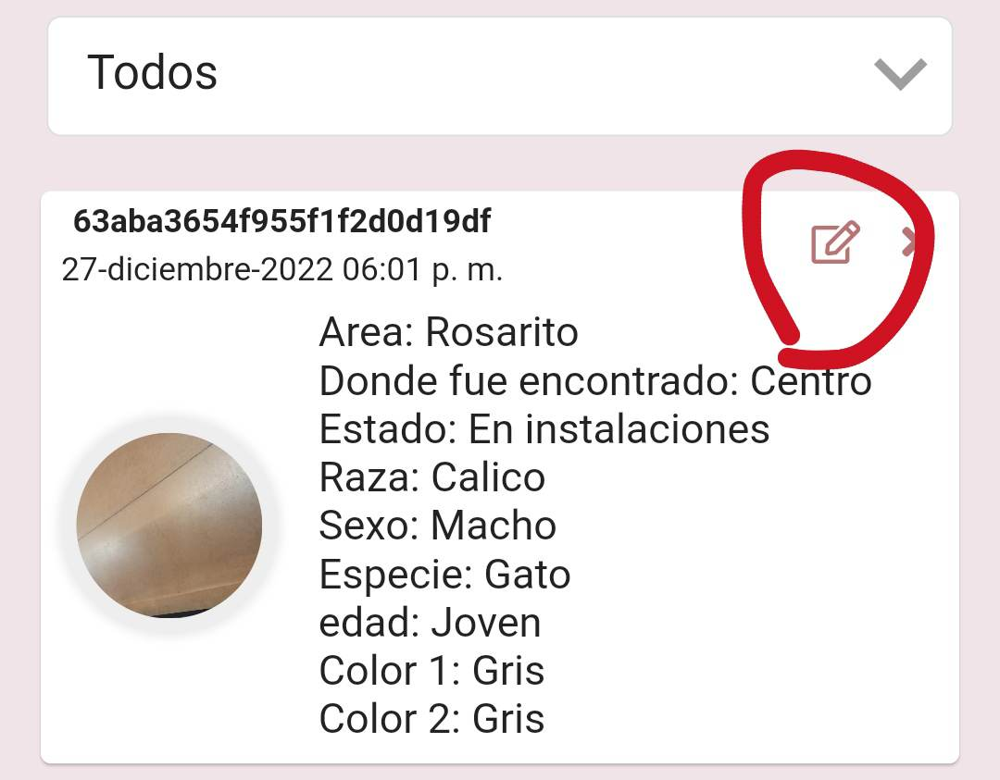 Todos
63aba3654f955f1f2d0d19df
27-diciembre-2022 06:01 p. m.
Area: Rosarito
Donde fue encontrado: Centro
Estado: En instalaciones
Raza: Calico
Sexo: Macho
Especie: Gato
edad: Joven
Color 1: Gris
Color 2: Gris